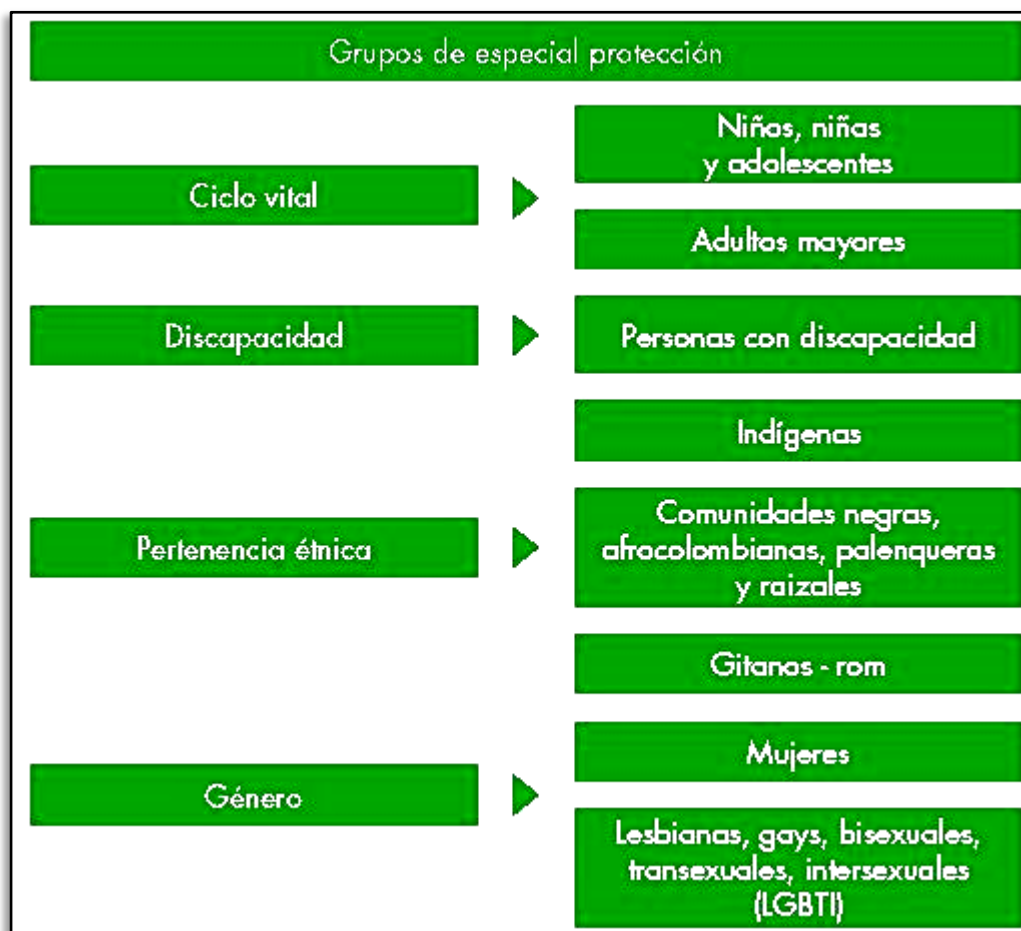 Grupos de especial protección
Ciclo vital
Niños, niñas
y adolescentes
Adultos mayores
Discapacidad
Personas con discapacidad
Pertenencia étnica
Indígenas
Comunidades negras,
afrocolombianas, palenqueras
y raizales
Gitanos - rom
Género
Mujeres
Lesbianas, gays, bisexuales,
transexuales, intersexuales
(LGBTI)